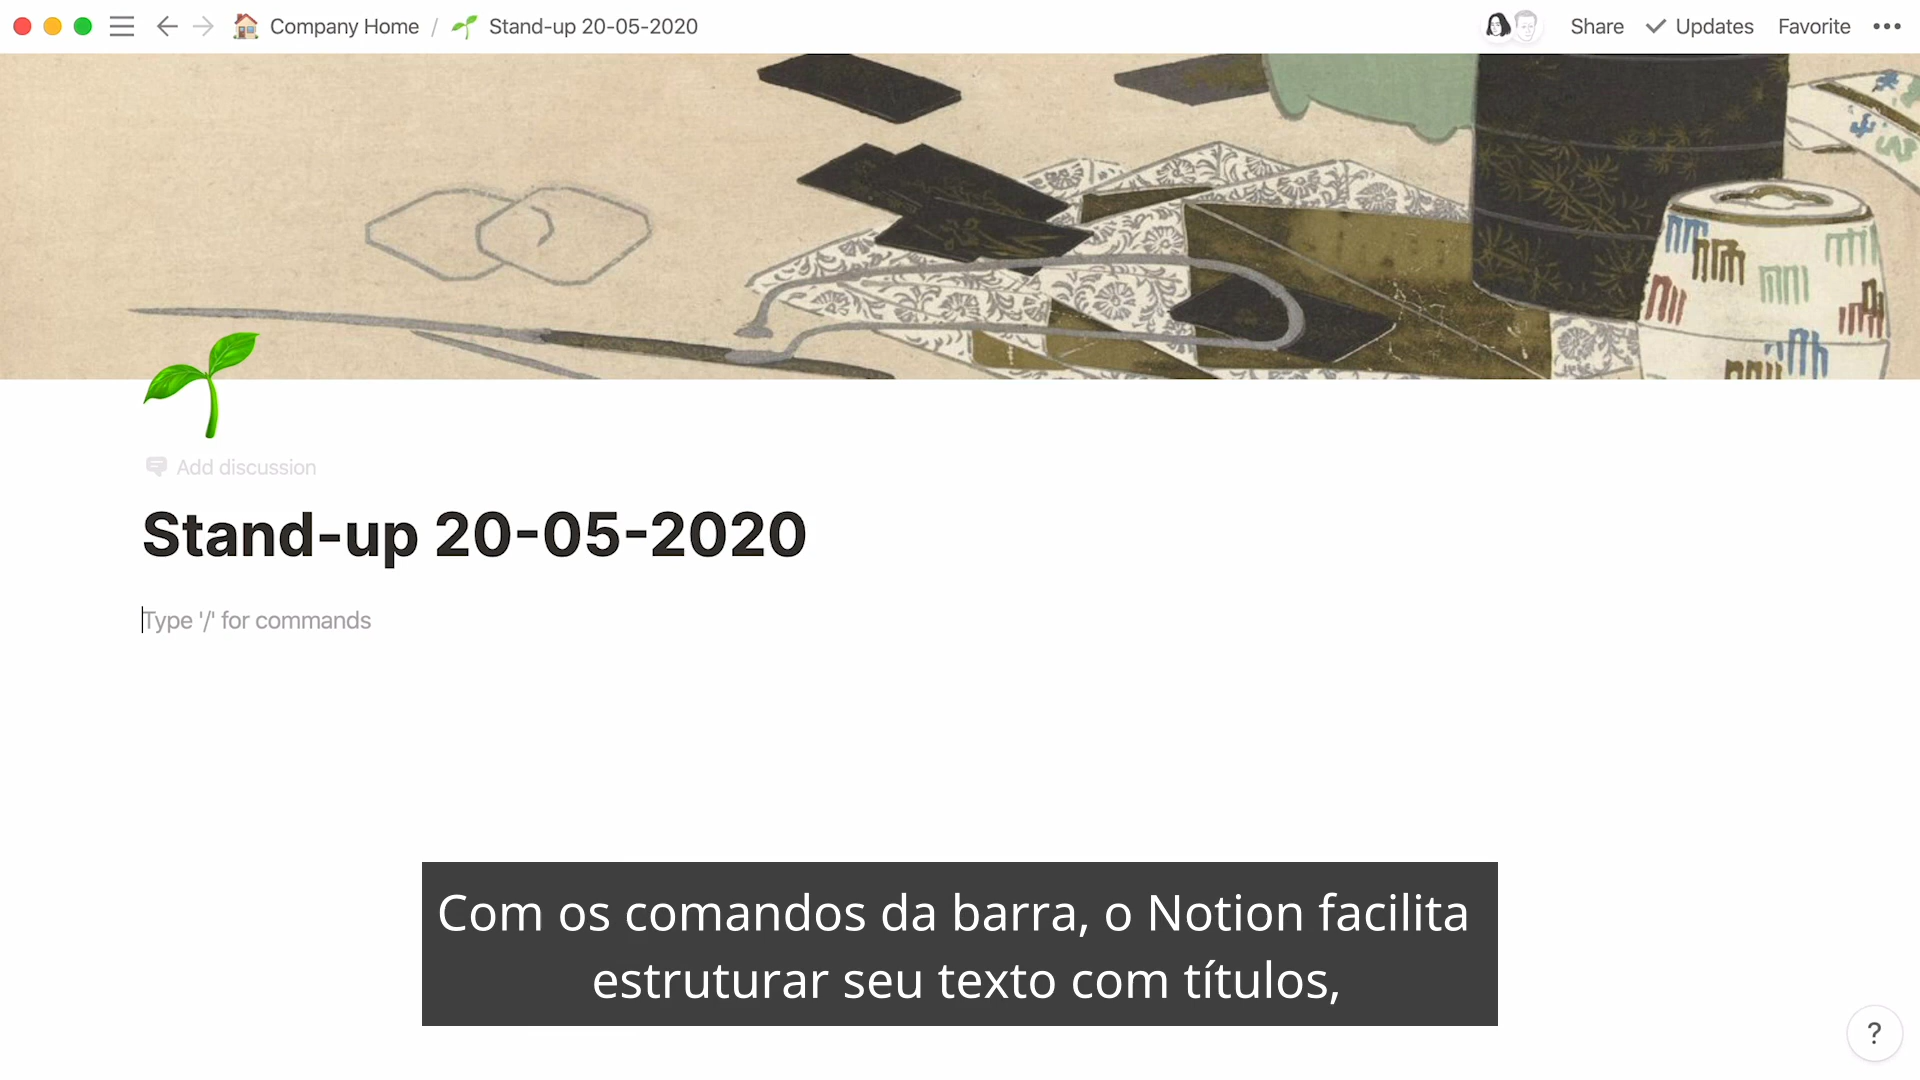 Company Home / Stand-up 20-05-2020
Share Updates Favorite
Add discussion
Stand-up 20-05-2020
Type '/' for commands
Com os comandos da barra, o Notion facilita
estruturar seu texto com títulos,
?